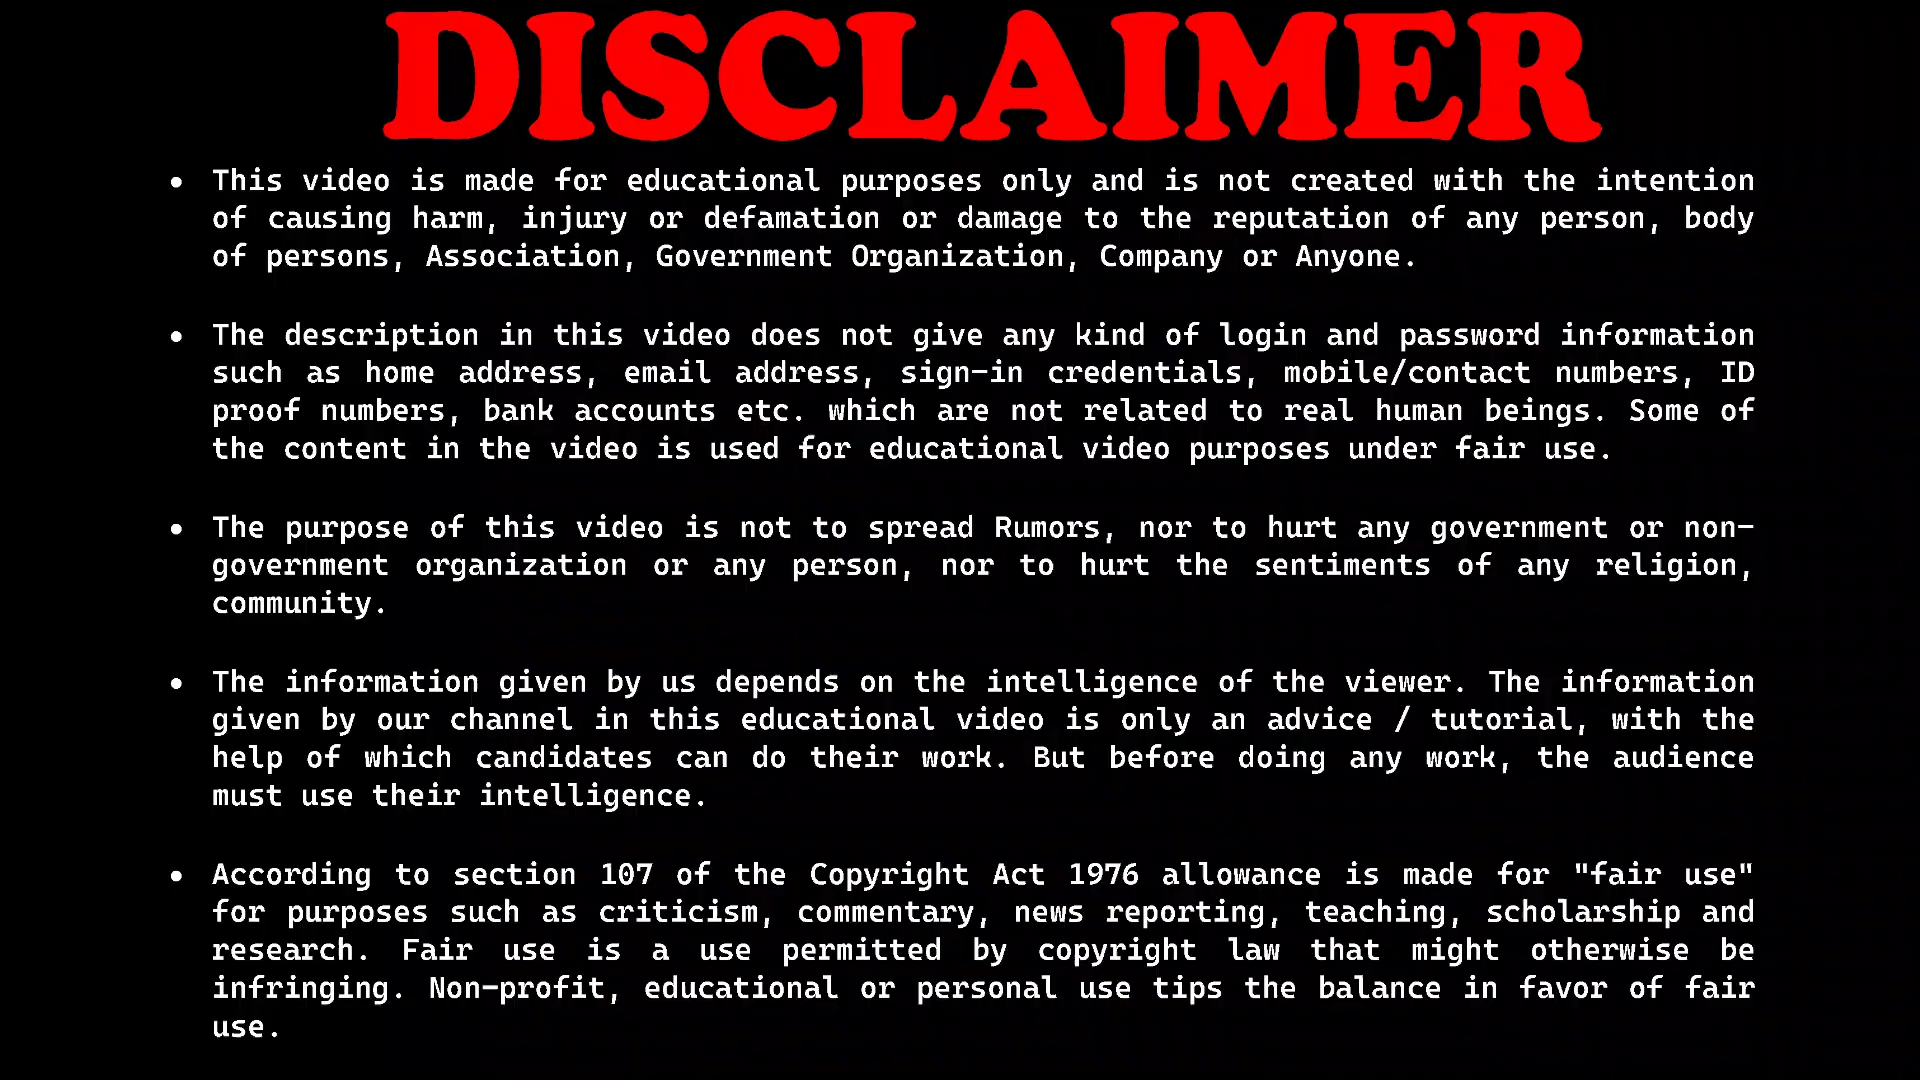 DISCLAIMER
• This video is made for educational purposes only and is not created with the intention
of causing harm, injury or defamation or damage to the reputation of any person, body
of persons, Association, Government Organization, Company or Anyone.
• The description in this video does not give any kind of login and password information
such as home address, email address, sign-in credentials, mobile/contact numbers, ID
proof numbers, bank accounts etc. which are not related to real human beings. Some of
the content in the video is used for educational video purposes under fair use.
• The purpose of this video is not to spread Rumors, nor to hurt any government or non-
government organization or any person, nor to hurt the sentiments of any religion,
community.
• The information given by us depends on the intelligence of the viewer. The information
given by our channel in this educational video is only an advice / tutorial, with the
help of which candidates can do their work. But before doing any work, the audience
must use their intelligence.
• According to section 107 of the Copyright Act 1976 allowance is made for "fair use"
for purposes such as criticism, commentary, news reporting, teaching, scholarship and
research. Fair use is a use permitted by copyright law that might otherwise be
infringing. Non-profit, educational or personal use tips the balance in favor of fair
use.